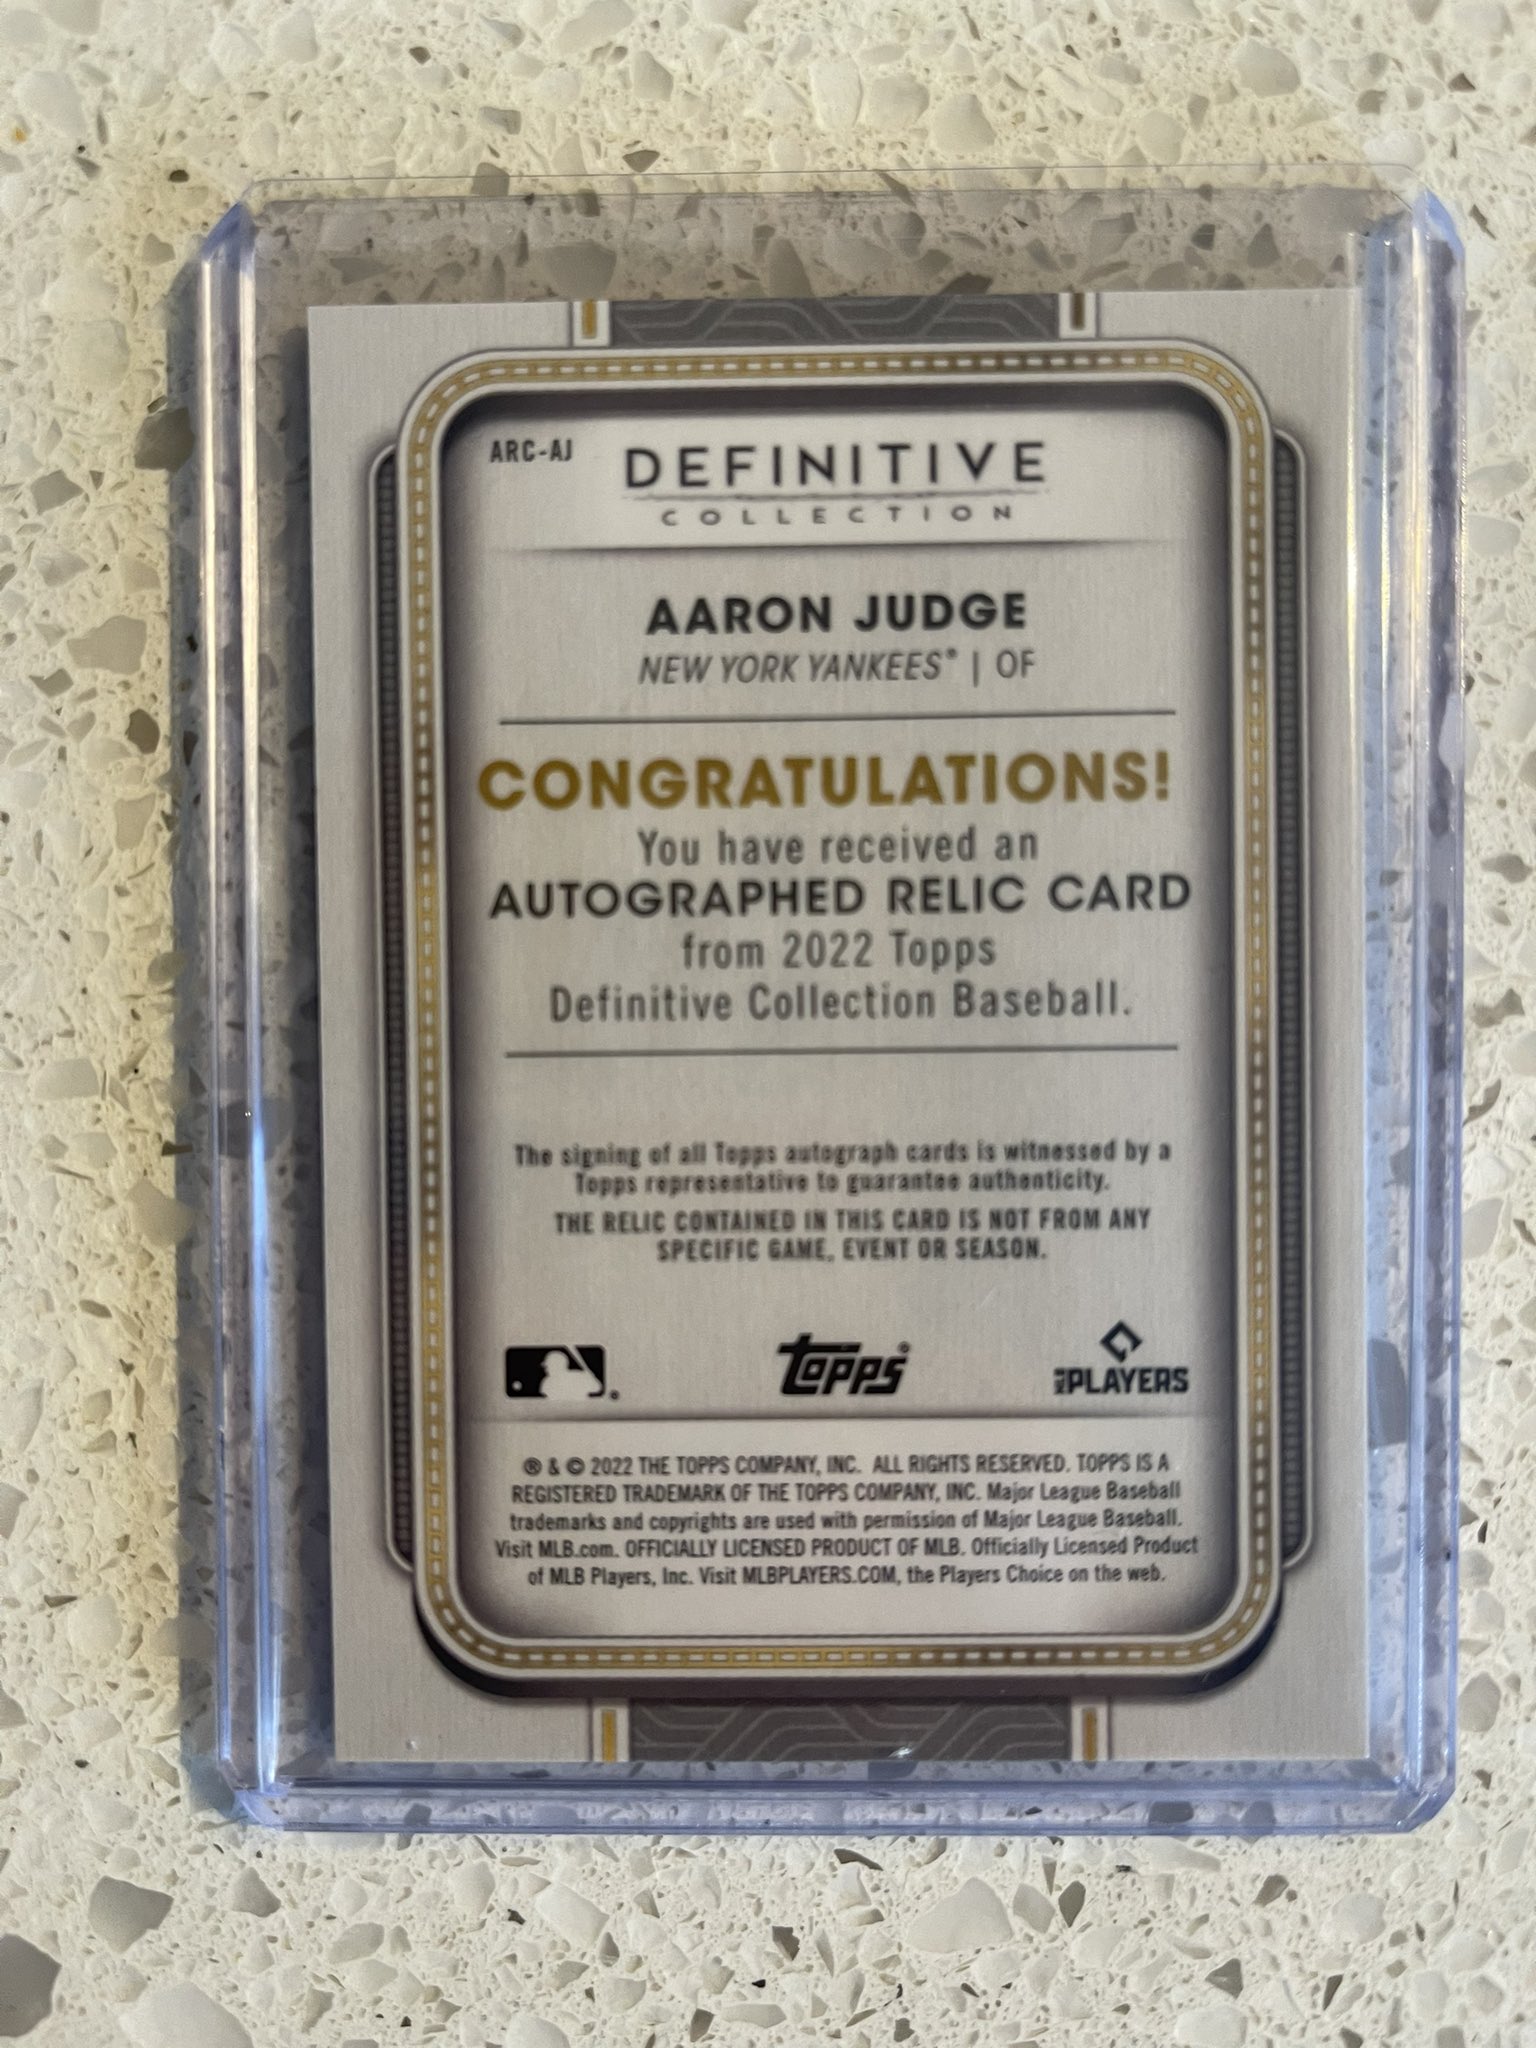 ARC-AJ
DEFINITIVE
COLLECTION
AARON JUDGE
NEW YORK YANKEES® | OF
CONGRATULATIONS!
You have received an
AUTOGRAPHED RELIC CARD
from 2022 Topps
Definitive Collection Baseball.
The signing of all Topps autograph cards is witnessed by a
Topps representative to guarantee authenticity.
THE RELIC CONTAINED IN THIS CARD IS NOT FROM ANY
SPECIFIC GAME, EVENT OR SEASON.
Topps®
MLB PLAYERS
® & © 2022 THE TOPPS COMPANY, INC. ALL RIGHTS RESERVED. TOPPS IS A
REGISTERED TRADEMARK OF THE TOPPS COMPANY, INC. Major League Baseball
trademarks and copyrights are used with permission of Major League Baseball.
Visit MLB.com. OFFICIALLY LICENSED PRODUCT OF MLB. Officially Licensed Product
of MLB Players, Inc. Visit MLBPLAYERS.COM, the Players Choice on the web.